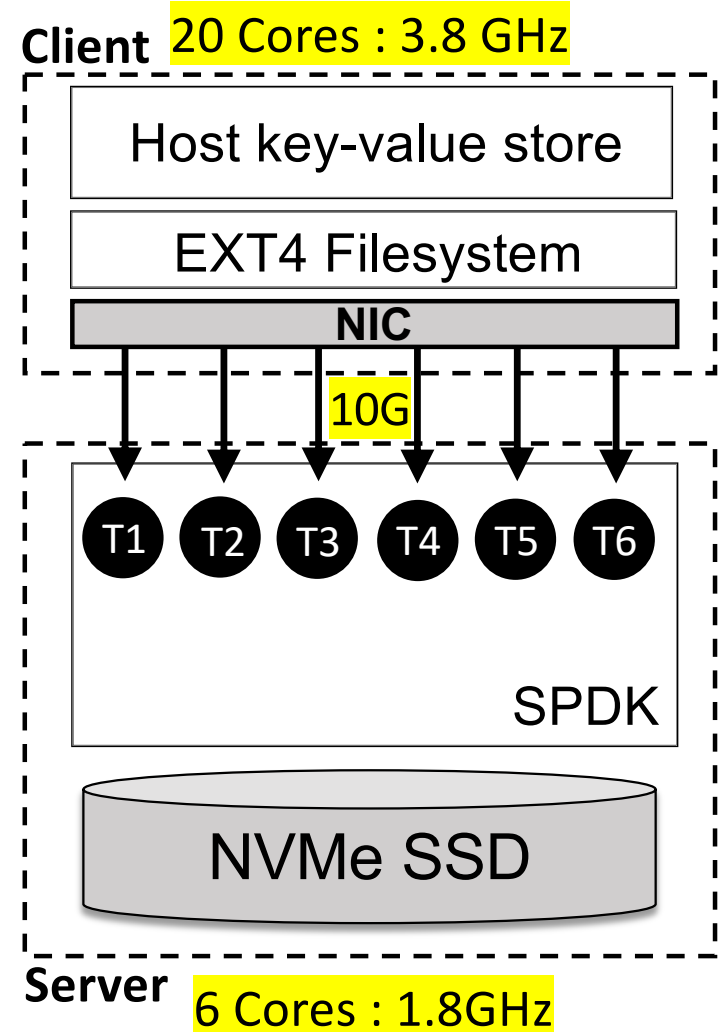 Client 20 Cores : 3.8 GHz
Host key-value store
EXT4 Filesystem
NIC
10G
T1 T2 T3 T4 T5 T6
SPDK
NVMe SSD
Server 6 Cores : 1.8GHz